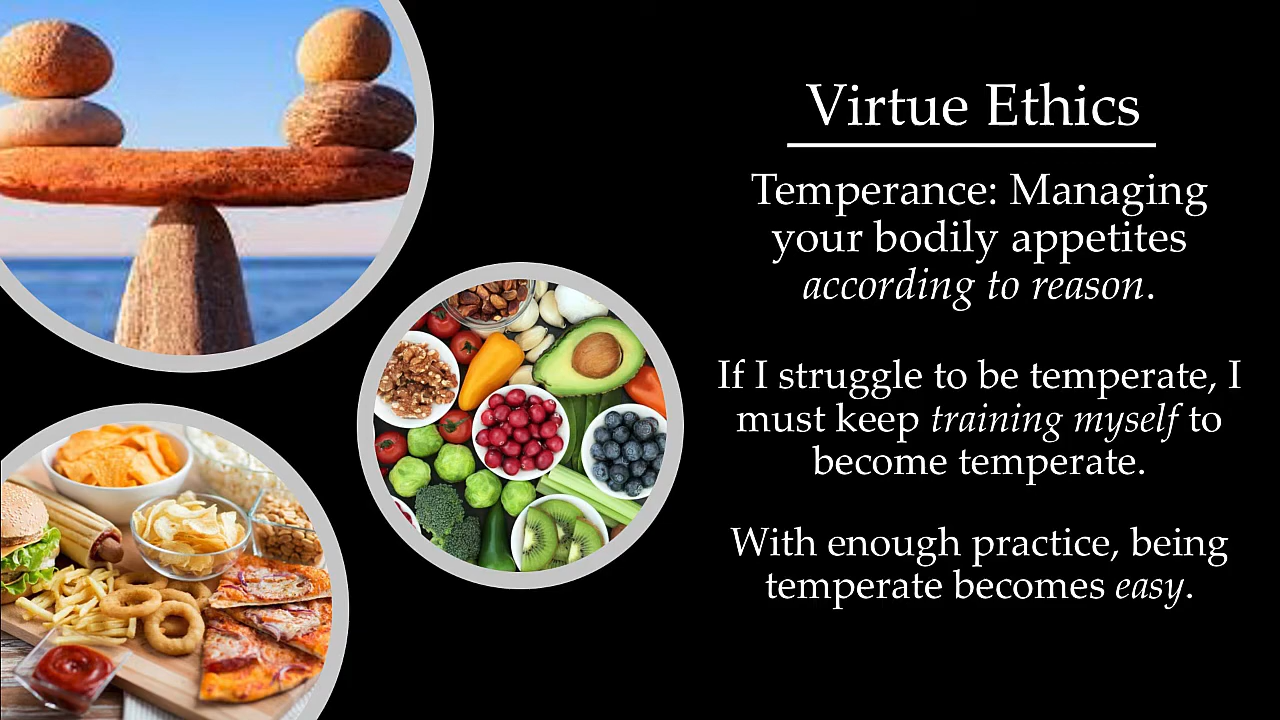 Virtue Ethics
Temperance: Managing
your bodily appetites
according to reason.
If I struggle to be temperate, I
must keep training myself to
become temperate.
With enough practice, being
temperate becomes easy.